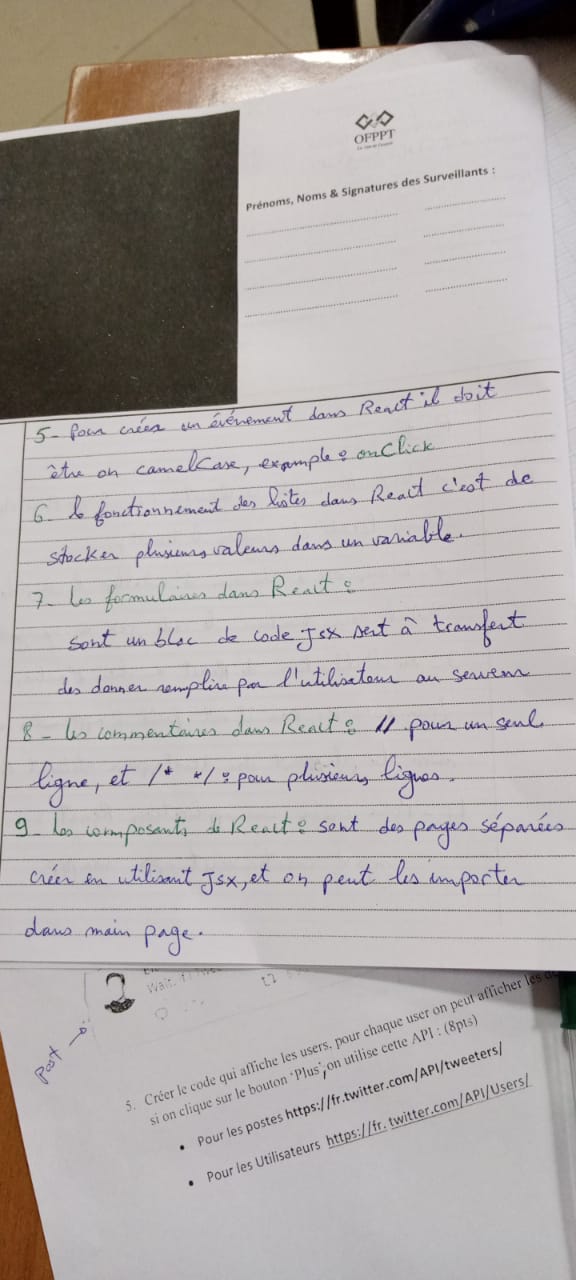 OFPPT
Prénoms, Noms & Signatures des Surveillants :
5- Pour créer un événement dans React il doit
être on camelCase, example : onClick
6- le fonctionnement des listes dans React c'est de
stocker plusieurs valeurs dans un variable.
7- les formulaires dans React :
sont un bloc de code Jsx sert à transfert
des donner remplire par l'utilisateur au serveur
8- les commentaires dans React : // pour un seul
ligne, et /* */ : pour plusieurs lignes.
9- les composants de React : sont des pages séparées
créer en utilisant Jsx, et on peut les importer
dans main page.
Post
5. Créer le code qui affiche les users, pour chaque user on peut afficher les
si on clique sur le bouton 'Plus', on utilise cette API : (8pts)
• Pour les postes https://fr.twitter.com/API/tweeters/
• Pour les Utilisateurs https://fr. twitter.com/API/Users/